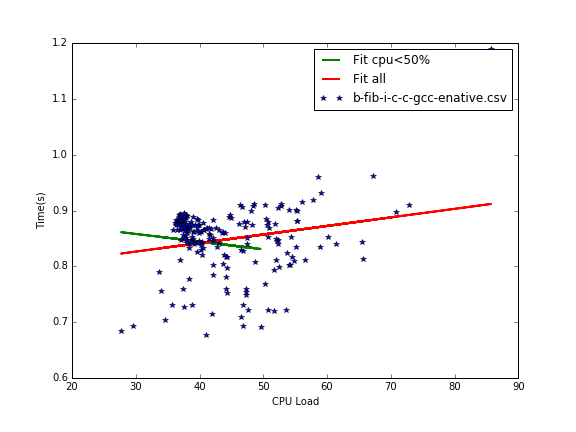 1.2
1.1
1.0
0.9
0.8
0.7
0.6
Time(s)
Fit cpu<50%
Fit all
b-fib-i-c-c-gcc-enative.csv
20 30 40 50 60 70 80 90
CPU Load